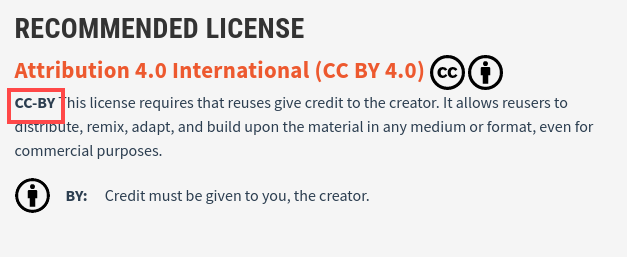 RECOMMENDED LICENSE
Attribution 4.0 International (CC BY 4.0) cc
CC-BY This license requires that reuses give credit to the creator. It allows reusers to
distribute, remix, adapt, and build upon the material in any medium or format, even for
commercial purposes.
BY: Credit must be given to you, the creator.